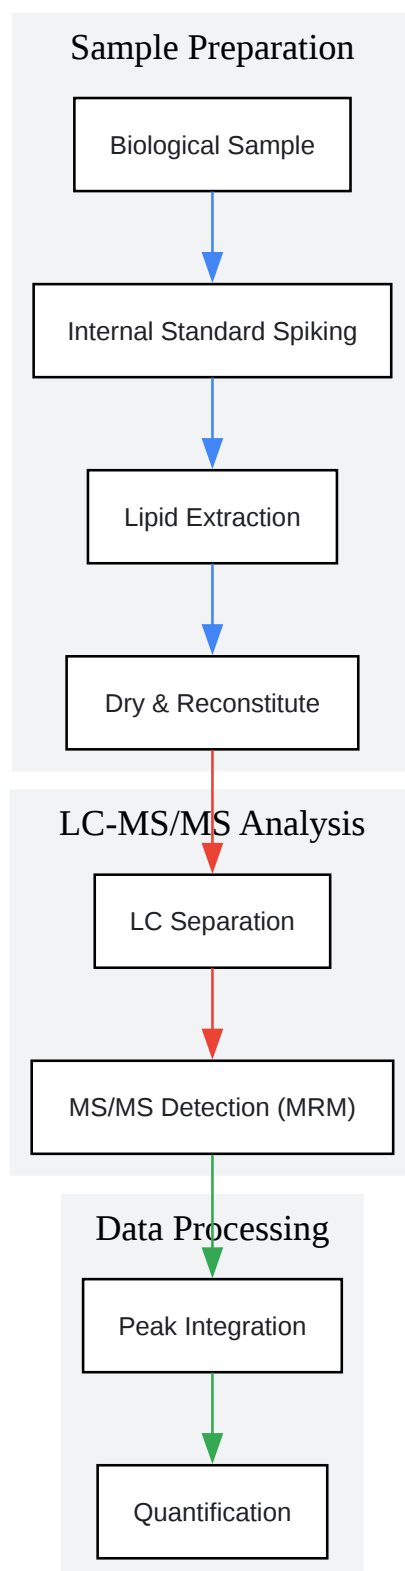 Sample Preparation
Biological Sample
Internal Standard Spiking
Lipid Extraction
Dry & Reconstitute
LC-MS/MS Analysis
LC Separation
MS/MS Detection (MRM)
Data Processing
Peak Integration
Quantification